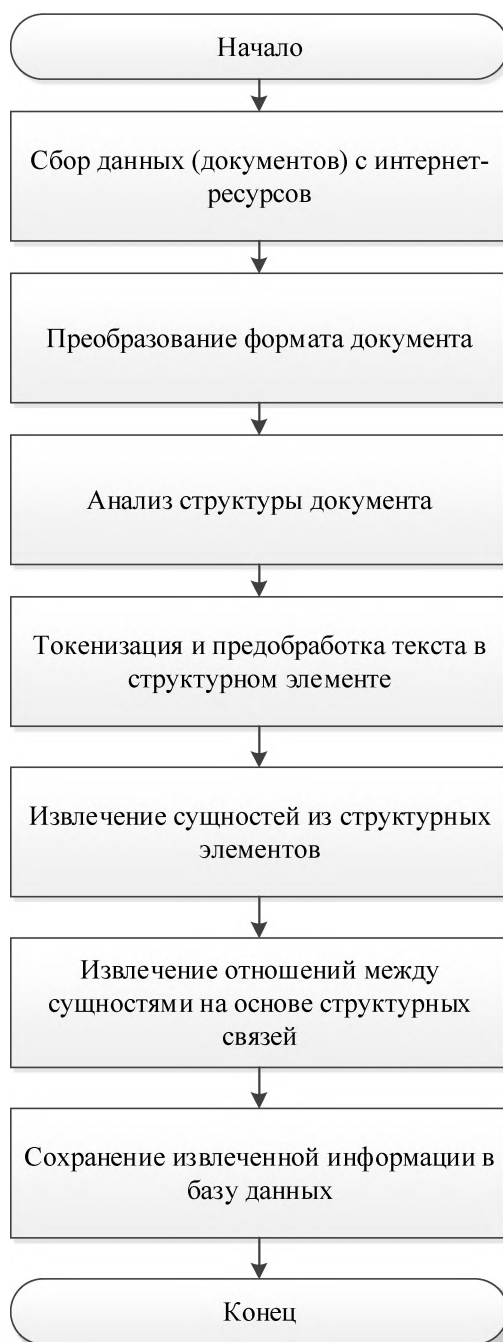 Начало
Сбор данных (документов) с интернет-
ресурсов
Преобразование формата документа
Анализ структуры документа
Токенизация и предобработка текста в
структурном элементе
Извлечение сущностей из структурных
элементов
Извлечение отношений между
сущностями на основе структурных
связей
Сохранение извлеченной информации в
базу данных
Конец